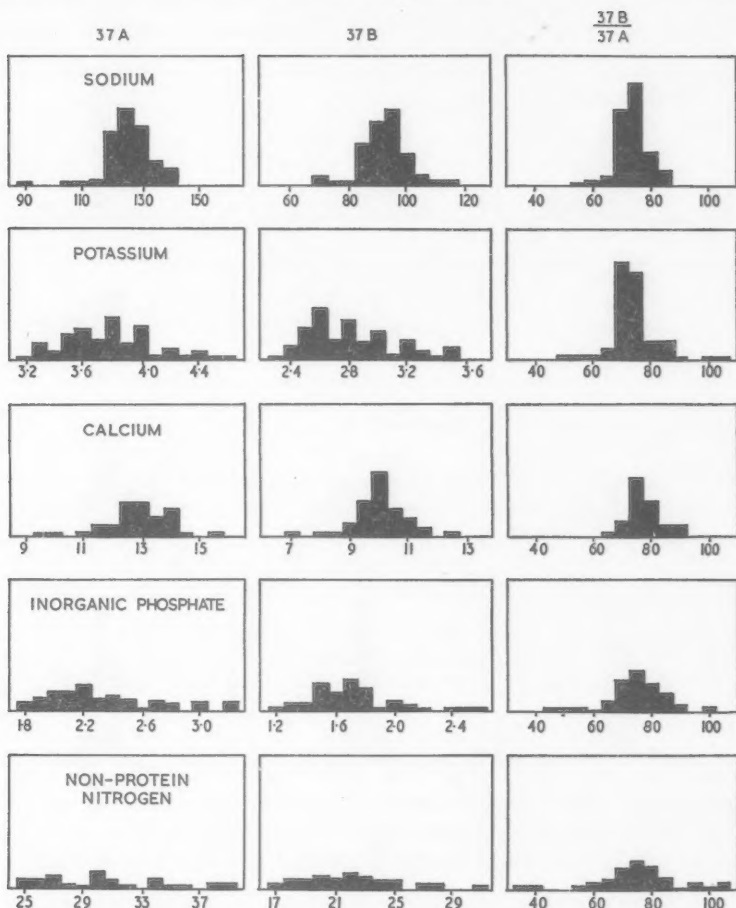 37 A 37 B 37 B
37 A
SODIUM
90 110 130 150 60 80 100 120 40 60 80 100
POTASSIUM
3·2 3·6 4·0 4·4 2·4 2·8 3·2 3·6 40 60 80 100
CALCIUM
9 11 13 15 7 9 11 13 40 60 80 100
INORGANIC PHOSPHATE
1·8 2·2 2·6 3·0 1·2 1·6 2·0 2·4 40 60 80 100
NON-PROTEIN
NITROGEN
25 29 33 37 17 21 25 29 40 60 80 100